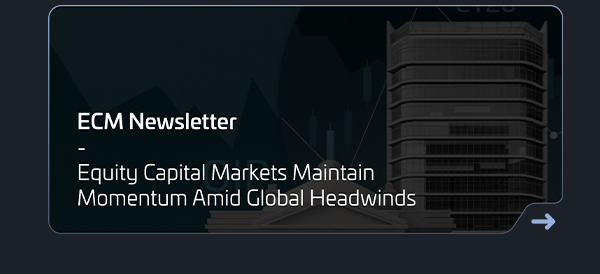 ECM Newsletter
-
Equity Capital Markets Maintain
Momentum Amid Global Headwinds